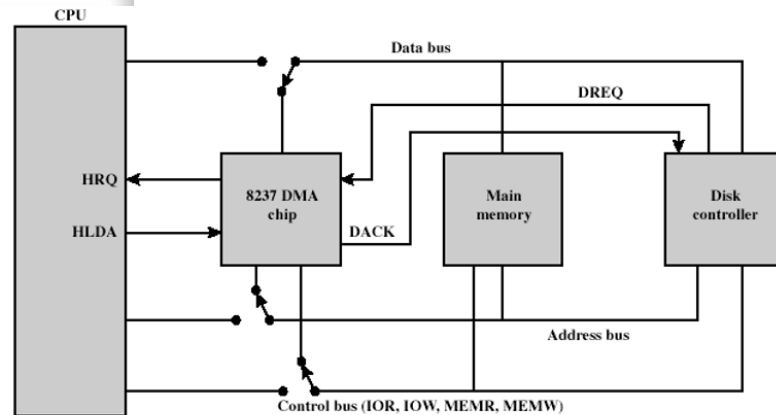 CPU
Data bus
DREQ
HRQ
8237 DMA
chip
Main
memory
Disk
controller
HLDA
DACK
Address bus
Control bus (IOR, IOW, MEMR, MEMW)